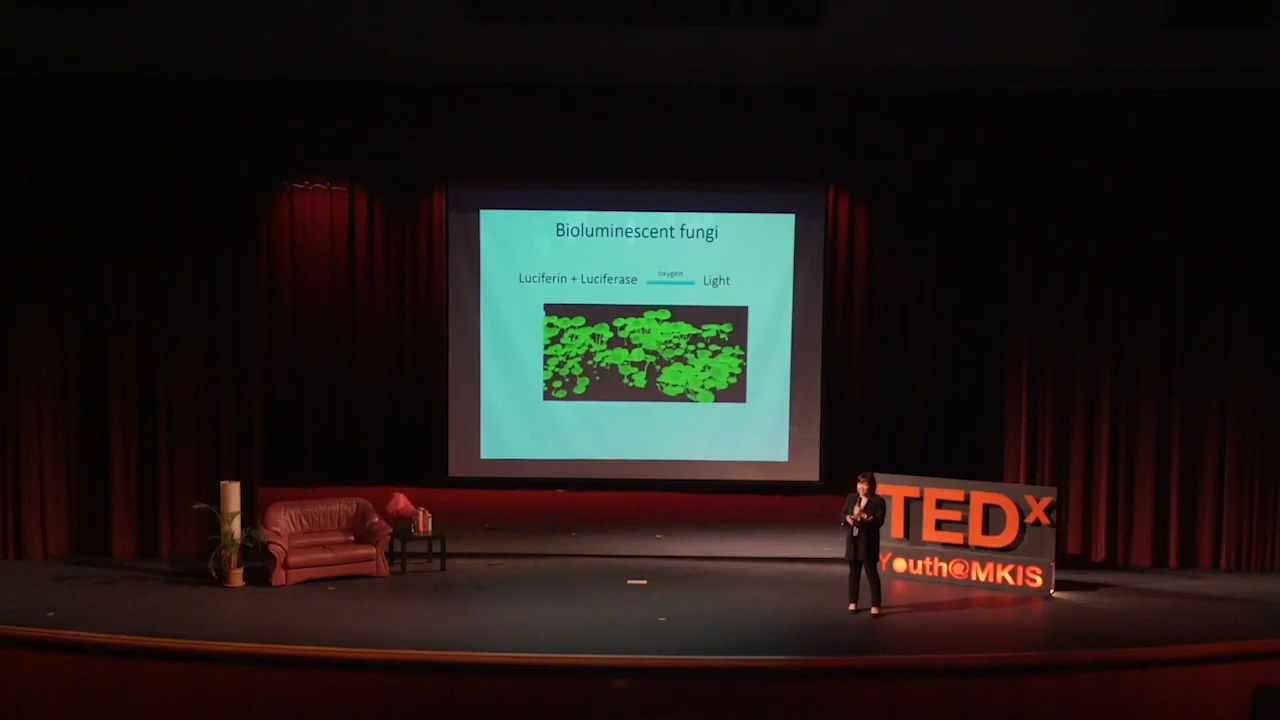 Bioluminescent fungi
oxygen
Luciferin + Luciferase Light
TEDx
Youth@MKIS